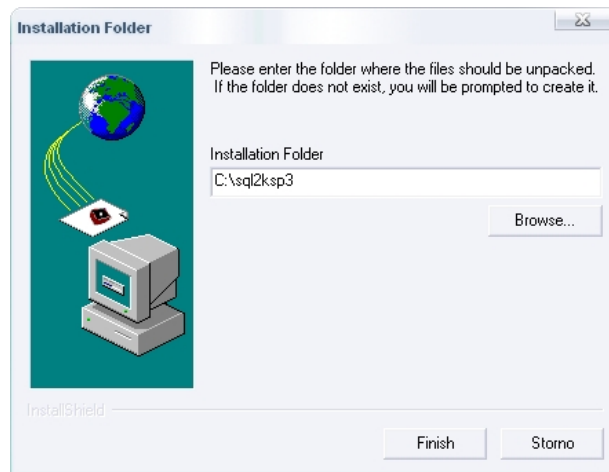 Installation Folder
Please enter the folder where the files should be unpacked.
If the folder does not exist, you will be prompted to create it.
Installation Folder
C:\sql2ksp3
Browse...
InstallShield
Finish
Storno